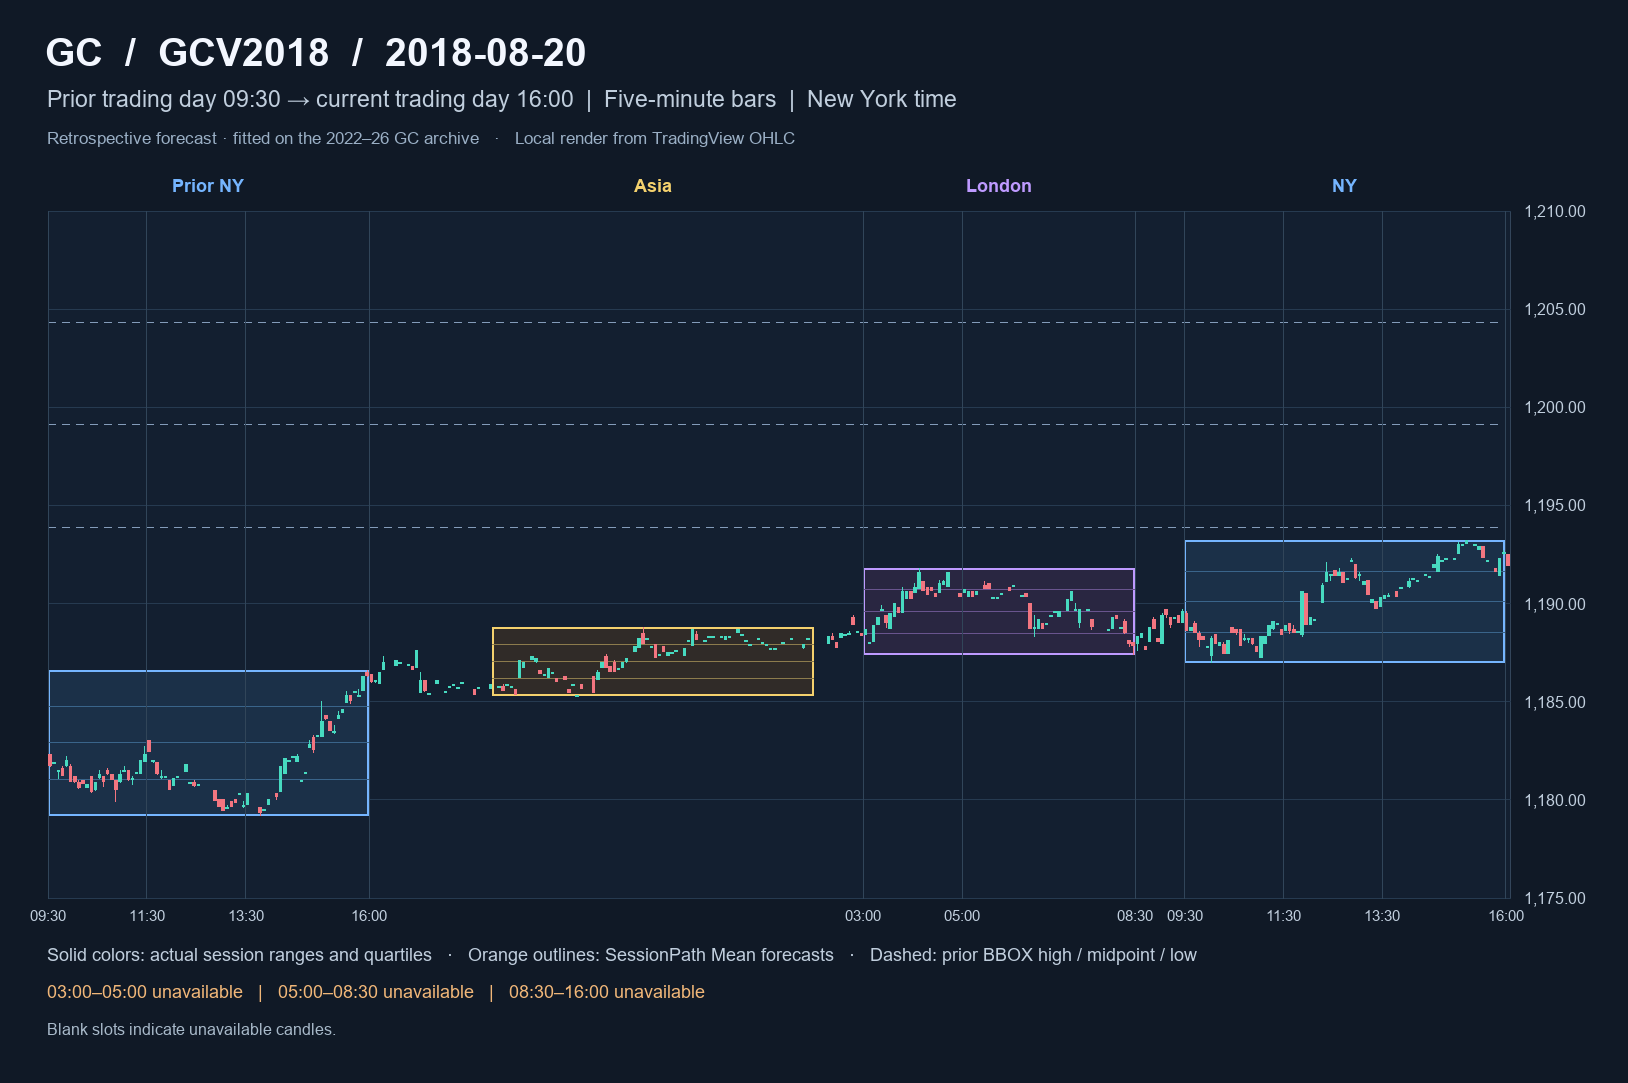 GC / GCV2018 / 2018-08-20
Prior trading day 09:30 → current trading day 16:00 | Five-minute bars | New York time
Retrospective forecast · fitted on the 2022–26 GC archive · Local render from TradingView OHLC
Prior NY Asia London NY
1,210.00
1,205.00
1,200.00
1,195.00
1,190.00
1,185.00
1,180.00
1,175.00
09:30 11:30 13:30 16:00 03:00 05:00 08:30 09:30 11:30 13:30 16:00
Solid colors: actual session ranges and quartiles · Orange outlines: SessionPath Mean forecasts · Dashed: prior BBOX high / midpoint / low
03:00–05:00 unavailable | 05:00–08:30 unavailable | 08:30–16:00 unavailable
Blank slots indicate unavailable candles.